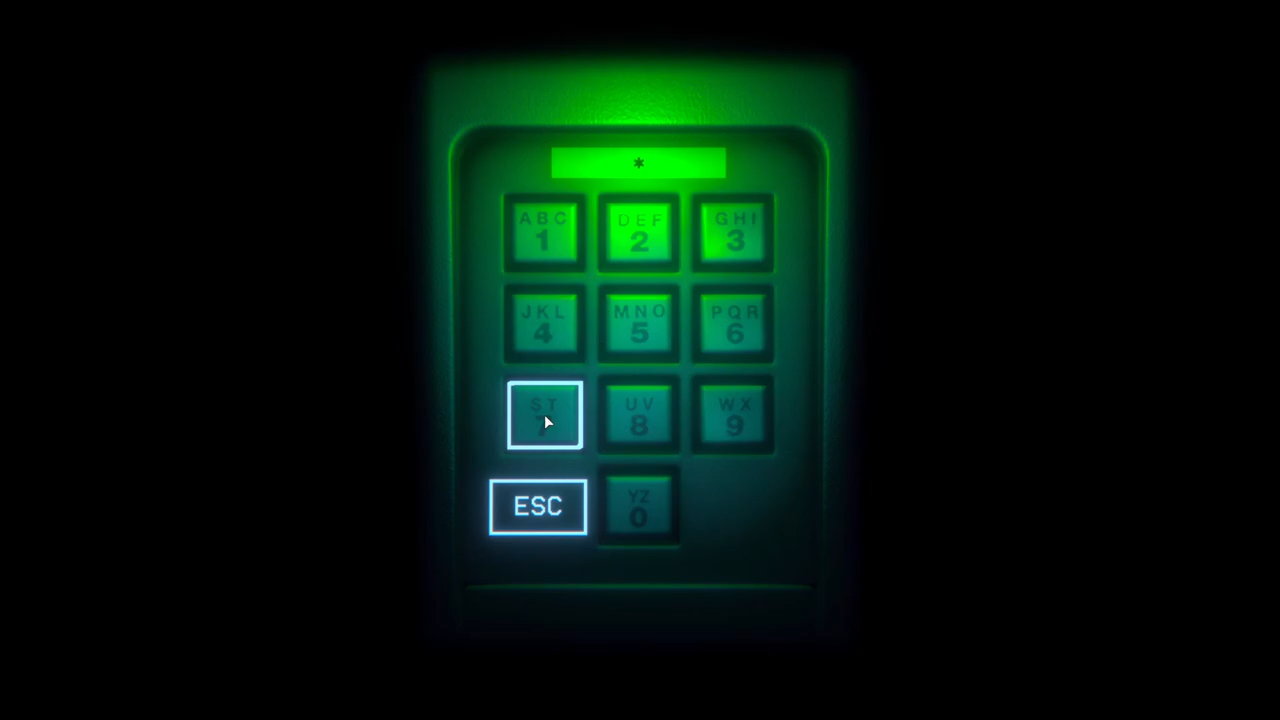 *
ABC DEF GHI
1 2 3
JKL MNO PQR
4 5 6
ST UV WX
7 8 9
ESC YZ
0